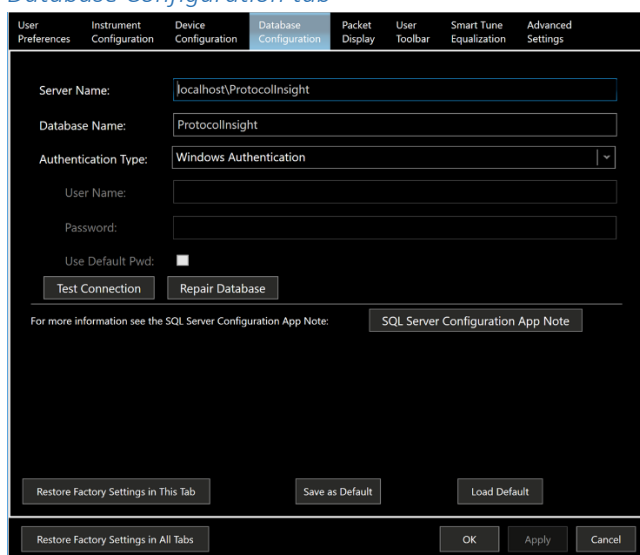 Database Configuration tab
User Preferences
Instrument Configuration
Device Configuration
Database Configuration
Packet Display
User Toolbar
Smart Tune Equalization
Advanced Settings
Server Name:
localhost\ProtocolInsight
Database Name:
ProtocolInsight
Authentication Type:
Windows Authentication
User Name:
Password:
Use Default Pwd:
Test Connection
Repair Database
For more information see the SQL Server Configuration App Note:
SQL Server Configuration App Note
Restore Factory Settings in This Tab
Save as Default
Load Default
Restore Factory Settings in All Tabs
OK
Apply
Cancel